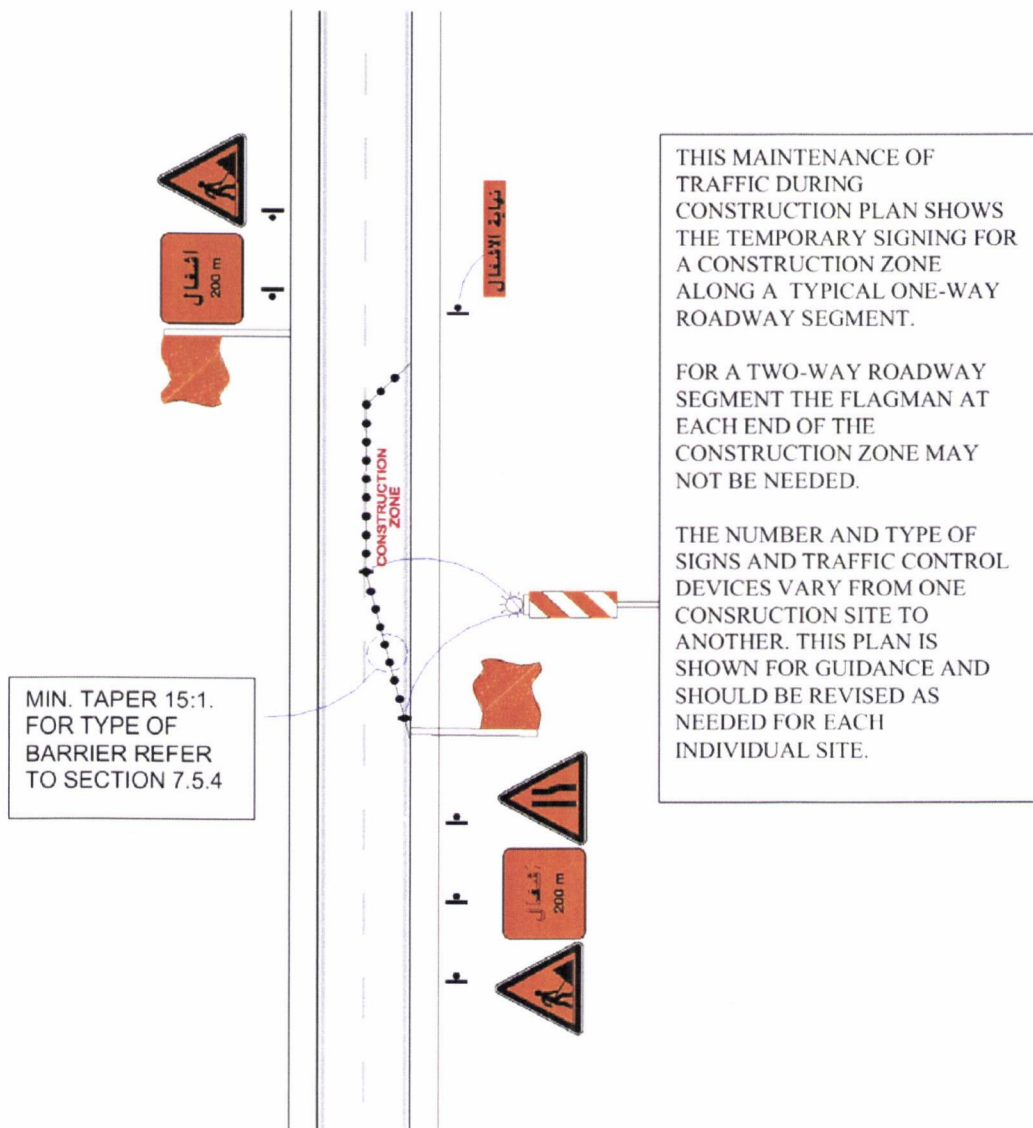 اشغال
200 m
نهاية الاشغال
CONSTRUCTION
ZONE
THIS MAINTENANCE OF
TRAFFIC DURING
CONSTRUCTION PLAN SHOWS
THE TEMPORARY SIGNING FOR
A CONSTRUCTION ZONE
ALONG A TYPICAL ONE-WAY
ROADWAY SEGMENT.
FOR A TWO-WAY ROADWAY
SEGMENT THE FLAGMAN AT
EACH END OF THE
CONSTRUCTION ZONE MAY
NOT BE NEEDED.
THE NUMBER AND TYPE OF
SIGNS AND TRAFFIC CONTROL
DEVICES VARY FROM ONE
CONSRUCTION SITE TO
ANOTHER. THIS PLAN IS
SHOWN FOR GUIDANCE AND
SHOULD BE REVISED AS
NEEDED FOR EACH
INDIVIDUAL SITE.
MIN. TAPER 15:1.
FOR TYPE OF
BARRIER REFER
TO SECTION 7.5.4
اشغال
200 m